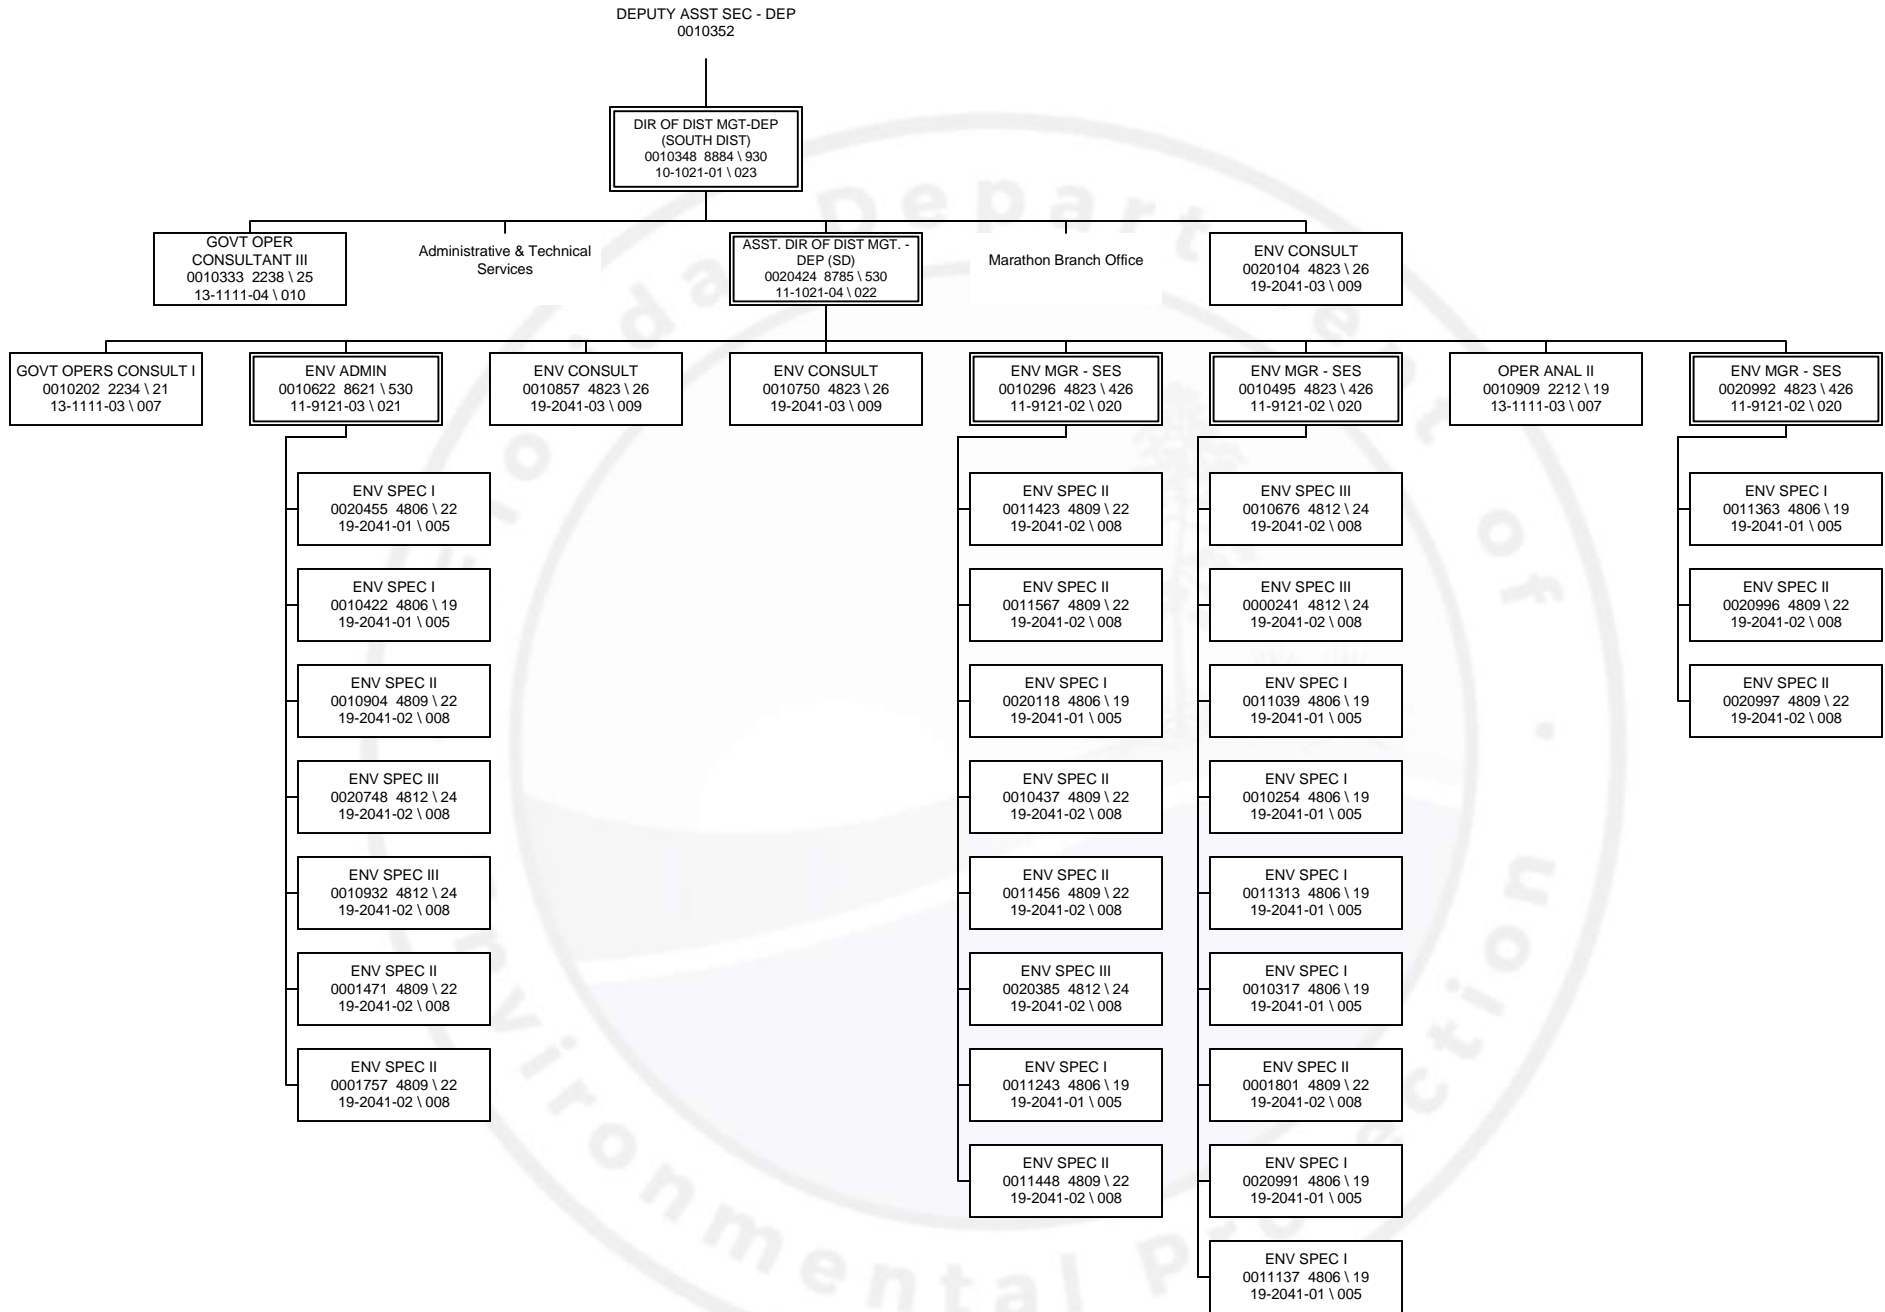 DEPUTY ASST SEC - DEP
0010352
DIR OF DIST MGT-DEP
(SOUTH DIST)
0010348 8884 \ 930
10-1021-01 \ 023
GOVT OPER
CONSULTANT III
0010333 2238 \ 25
13-1111-04 \ 010
Administrative & Technical
Services
ASST. DIR OF DIST MGT. -
DEP (SD)
0020424 8785 \ 530
11-1021-04 \ 022
Marathon Branch Office
ENV CONSULT
0020104 4823 \ 26
19-2041-03 \ 009
GOVT OPERS CONSULT I
0010202 2234 \ 21
13-1111-03 \ 007
ENV ADMIN
0010622 8621 \ 530
11-9121-03 \ 021
ENV CONSULT
0010857 4823 \ 26
19-2041-03 \ 009
ENV CONSULT
0010750 4823 \ 26
19-2041-03 \ 009
ENV MGR - SES
0010296 4823 \ 426
11-9121-02 \ 020
ENV MGR - SES
0010495 4823 \ 426
11-9121-02 \ 020
OPER ANAL II
0010909 2212 \ 19
13-1111-03 \ 007
ENV MGR - SES
0020992 4823 \ 426
11-9121-02 \ 020
ENV SPEC I
0020455 4806 \ 22
19-2041-01 \ 005
ENV SPEC I
0010422 4806 \ 19
19-2041-01 \ 005
ENV SPEC II
0010904 4809 \ 22
19-2041-02 \ 008
ENV SPEC III
0020748 4812 \ 24
19-2041-02 \ 008
ENV SPEC III
0010932 4812 \ 24
19-2041-02 \ 008
ENV SPEC II
0001471 4809 \ 22
19-2041-02 \ 008
ENV SPEC II
0001757 4809 \ 22
19-2041-02 \ 008
ENV SPEC II
0011423 4809 \ 22
19-2041-02 \ 008
ENV SPEC II
0011567 4809 \ 22
19-2041-02 \ 008
ENV SPEC I
0020118 4806 \ 19
19-2041-01 \ 005
ENV SPEC II
0010437 4809 \ 22
19-2041-02 \ 008
ENV SPEC II
0011456 4809 \ 22
19-2041-02 \ 008
ENV SPEC III
0020385 4812 \ 24
19-2041-02 \ 008
ENV SPEC I
0011243 4806 \ 19
19-2041-01 \ 005
ENV SPEC II
0011448 4809 \ 22
19-2041-02 \ 008
ENV SPEC III
0010676 4812 \ 24
19-2041-02 \ 008
ENV SPEC III
0000241 4812 \ 24
19-2041-02 \ 008
ENV SPEC I
0011039 4806 \ 19
19-2041-01 \ 005
ENV SPEC I
0010254 4806 \ 19
19-2041-01 \ 005
ENV SPEC I
0011313 4806 \ 19
19-2041-01 \ 005
ENV SPEC I
0010317 4806 \ 19
19-2041-01 \ 005
ENV SPEC II
0001801 4809 \ 22
19-2041-02 \ 008
ENV SPEC I
0020991 4806 \ 19
19-2041-01 \ 005
ENV SPEC I
0011137 4806 \ 19
19-2041-01 \ 005
ENV SPEC I
0011363 4806 \ 19
19-2041-01 \ 005
ENV SPEC II
0020996 4809 \ 22
19-2041-02 \ 008
ENV SPEC II
0020997 4809 \ 22
19-2041-02 \ 008